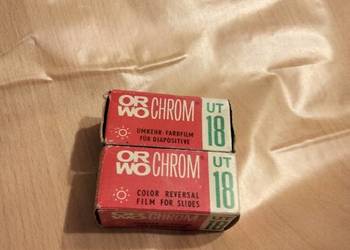 OR
WO CHROM UT
18
UMKEHR-FARBFILM
FÜR DIAPOSITIVE
OR
WO CHROM UT
18
COLOR REVERSAL
FILM FOR SLIDES